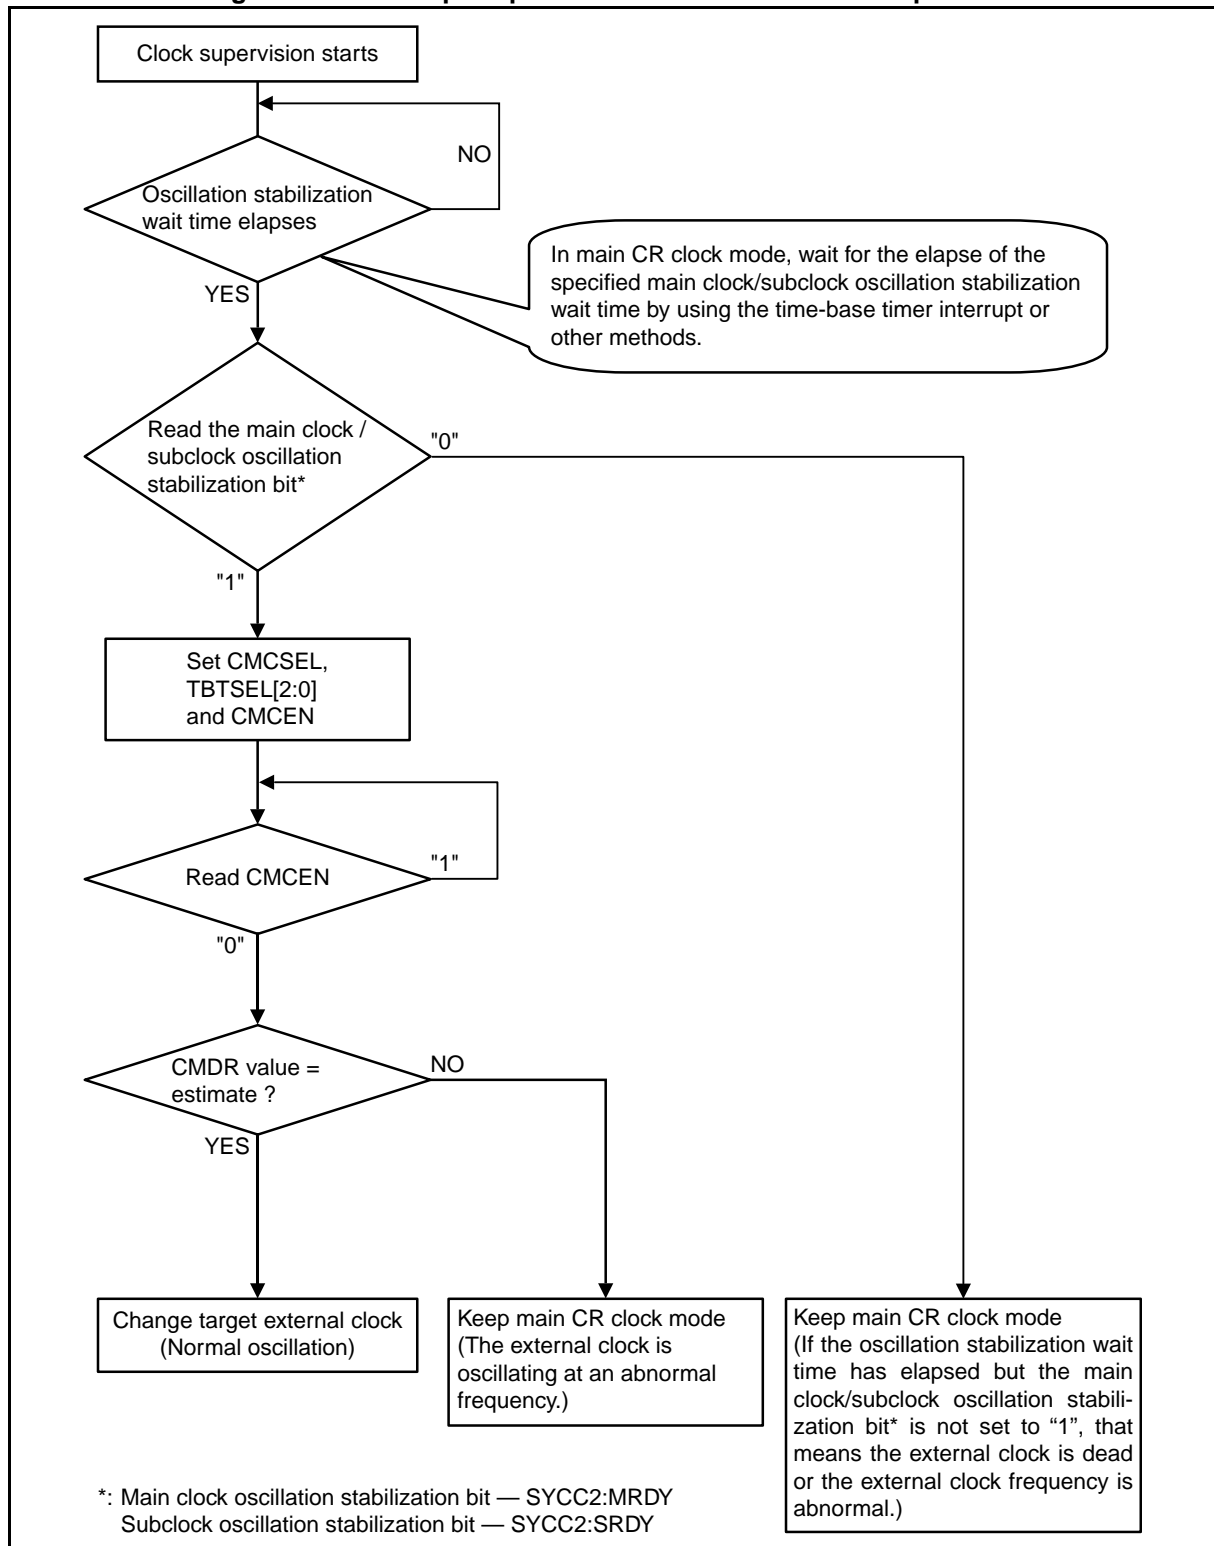 Clock supervision starts
NO
Oscillation stabilization
wait time elapses
In main CR clock mode, wait for the elapse of the
specified main clock/subclock oscillation stabilization
wait time by using the time-base timer interrupt or
other methods.
YES
Read the main clock /
subclock oscillation
stabilization bit*
"0"
"1"
Set CMCSEL,
TBTSEL[2:0]
and CMCEN
Read CMCEN
"1"
"0"
CMDR value =
estimate ?
NO
YES
Change target external clock
(Normal oscillation)
Keep main CR clock mode
(The external clock is
oscillating at an abnormal
frequency.)
Keep main CR clock mode
(If the oscillation stabilization wait
time has elapsed but the main
clock/subclock oscillation stabili-
zation bit* is not set to “1”, that
means the external clock is dead
or the external clock frequency is
abnormal.)
*: Main clock oscillation stabilization bit — SYCC2:MRDY
Subclock oscillation stabilization bit — SYCC2:SRDY